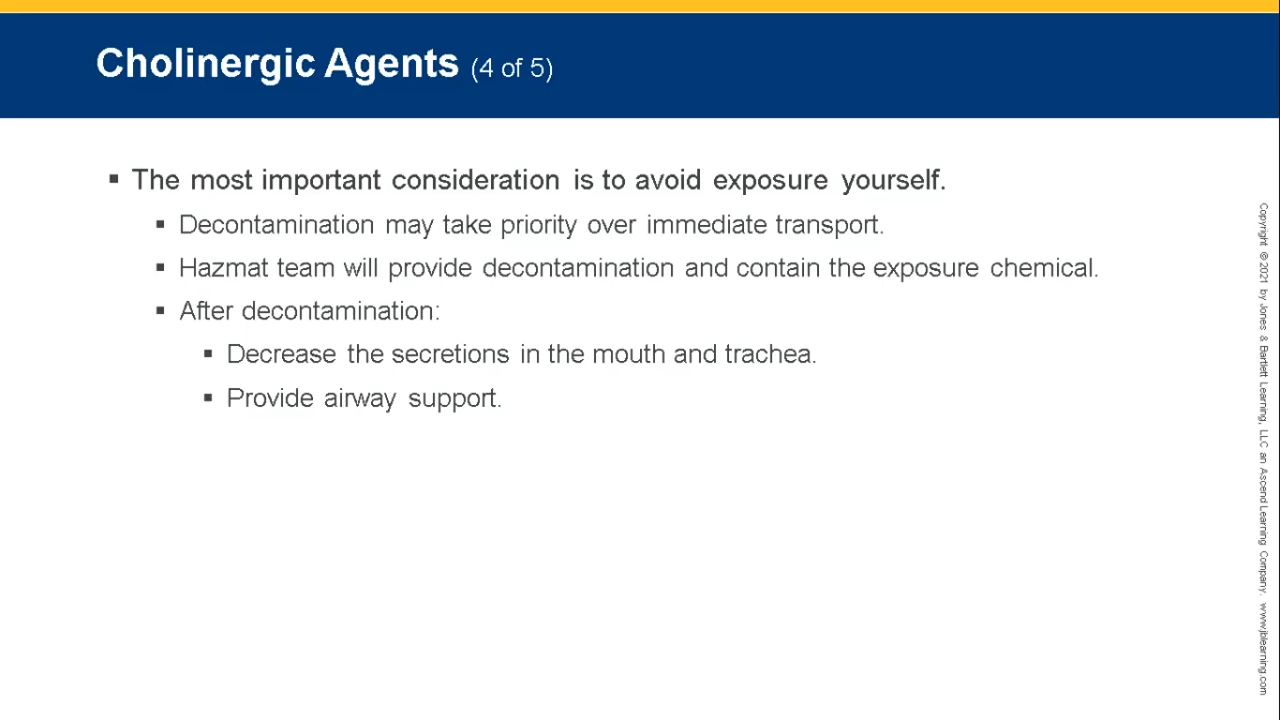 Cholinergic Agents (4 of 5)
▪ The most important consideration is to avoid exposure yourself.
▪ Decontamination may take priority over immediate transport.
▪ Hazmat team will provide decontamination and contain the exposure chemical.
▪ After decontamination:
▪ Decrease the secretions in the mouth and trachea.
▪ Provide airway support.
Copyright © 2021 by Jones & Bartlett Learning, LLC an Ascend Learning Company. www.jblearning.com